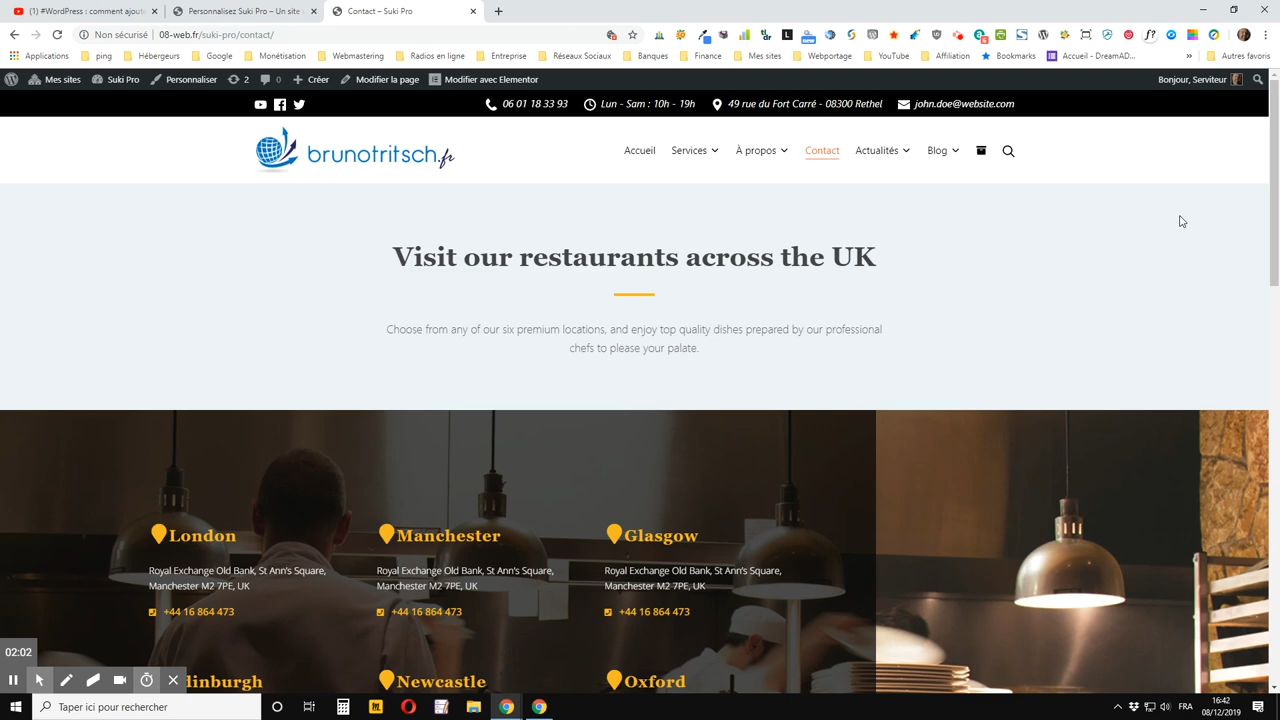 (1) #WordPress : comment ajoute
Personnalisez Suki Pro – Un site
Contact – Suki Pro
Non sécurisé
08-web.fr/suki-pro/contact/
Applications
ping
Hébergeurs
Google
Monétisation
Webmastering
Radios en ligne
Entreprise
Réseaux Sociaux
Banques
Finance
Mes sites
Webportage
YouTube
Affiliation
Bookmarks
Accueil - DreamAD...
»
Autres favoris
Mes sites
Suki Pro
Personnaliser
2
0
Créer
Modifier la page
Modifier avec Elementor
Bonjour, Serviteur
06 01 18 33 93
Lun - Sam : 10h - 19h
49 rue du Fort Carré - 08300 Rethel
john.doe@website.com
brunotritsch.fr
Accueil
Services
À propos
Contact
Actualités
Blog
Visit our restaurants across the UK
Choose from any of our six premium locations, and enjoy top quality dishes prepared by our professional
chefs to please your palate.
London
Royal Exchange Old Bank, St Ann's Square,
Manchester M2 7PE, UK
+44 16 864 473
Manchester
Royal Exchange Old Bank, St Ann's Square,
Manchester M2 7PE, UK
+44 16 864 473
Glasgow
Royal Exchange Old Bank, St Ann's Square,
Manchester M2 7PE, UK
+44 16 864 473
dinburgh
Newcastle
Oxford
02:02
Taper ici pour rechercher
FRA
16:42
08/12/2019